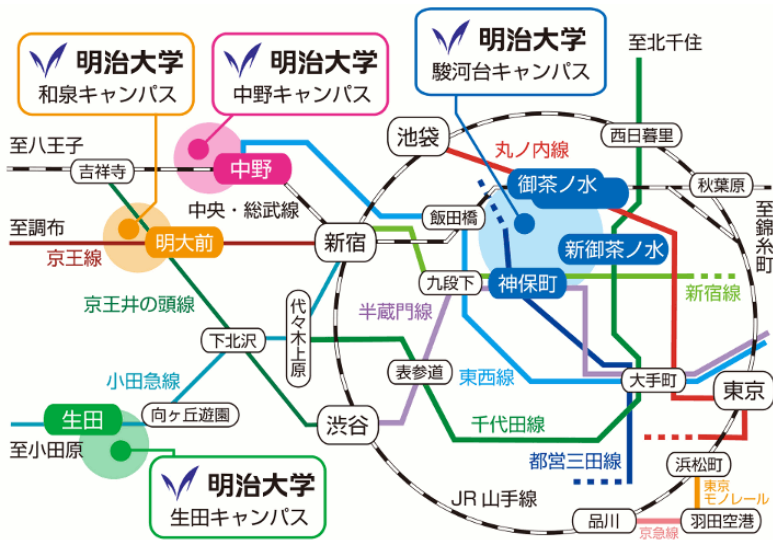 明治大学
和泉キャンパス
明治大学
中野キャンパス
明治大学
駿河台キャンパス
至北千住
至八王子
吉祥寺
中野
池袋
丸ノ内線
西日暮里
御茶ノ水
秋葉原
中央・総武線
飯田橋
至調布
明大前
新宿
新御茶ノ水
至錦糸町
京王線
九段下
神保町
新宿線
京王井の頭線
半蔵門線
代々木上原
下北沢
小田急線
表参道
東西線
大手町
東京
生田
向ヶ丘遊園
渋谷
千代田線
至小田原
都営三田線
浜松町
明治大学
生田キャンパス
JR山手線
東京
モノレール
品川
京急線
羽田空港